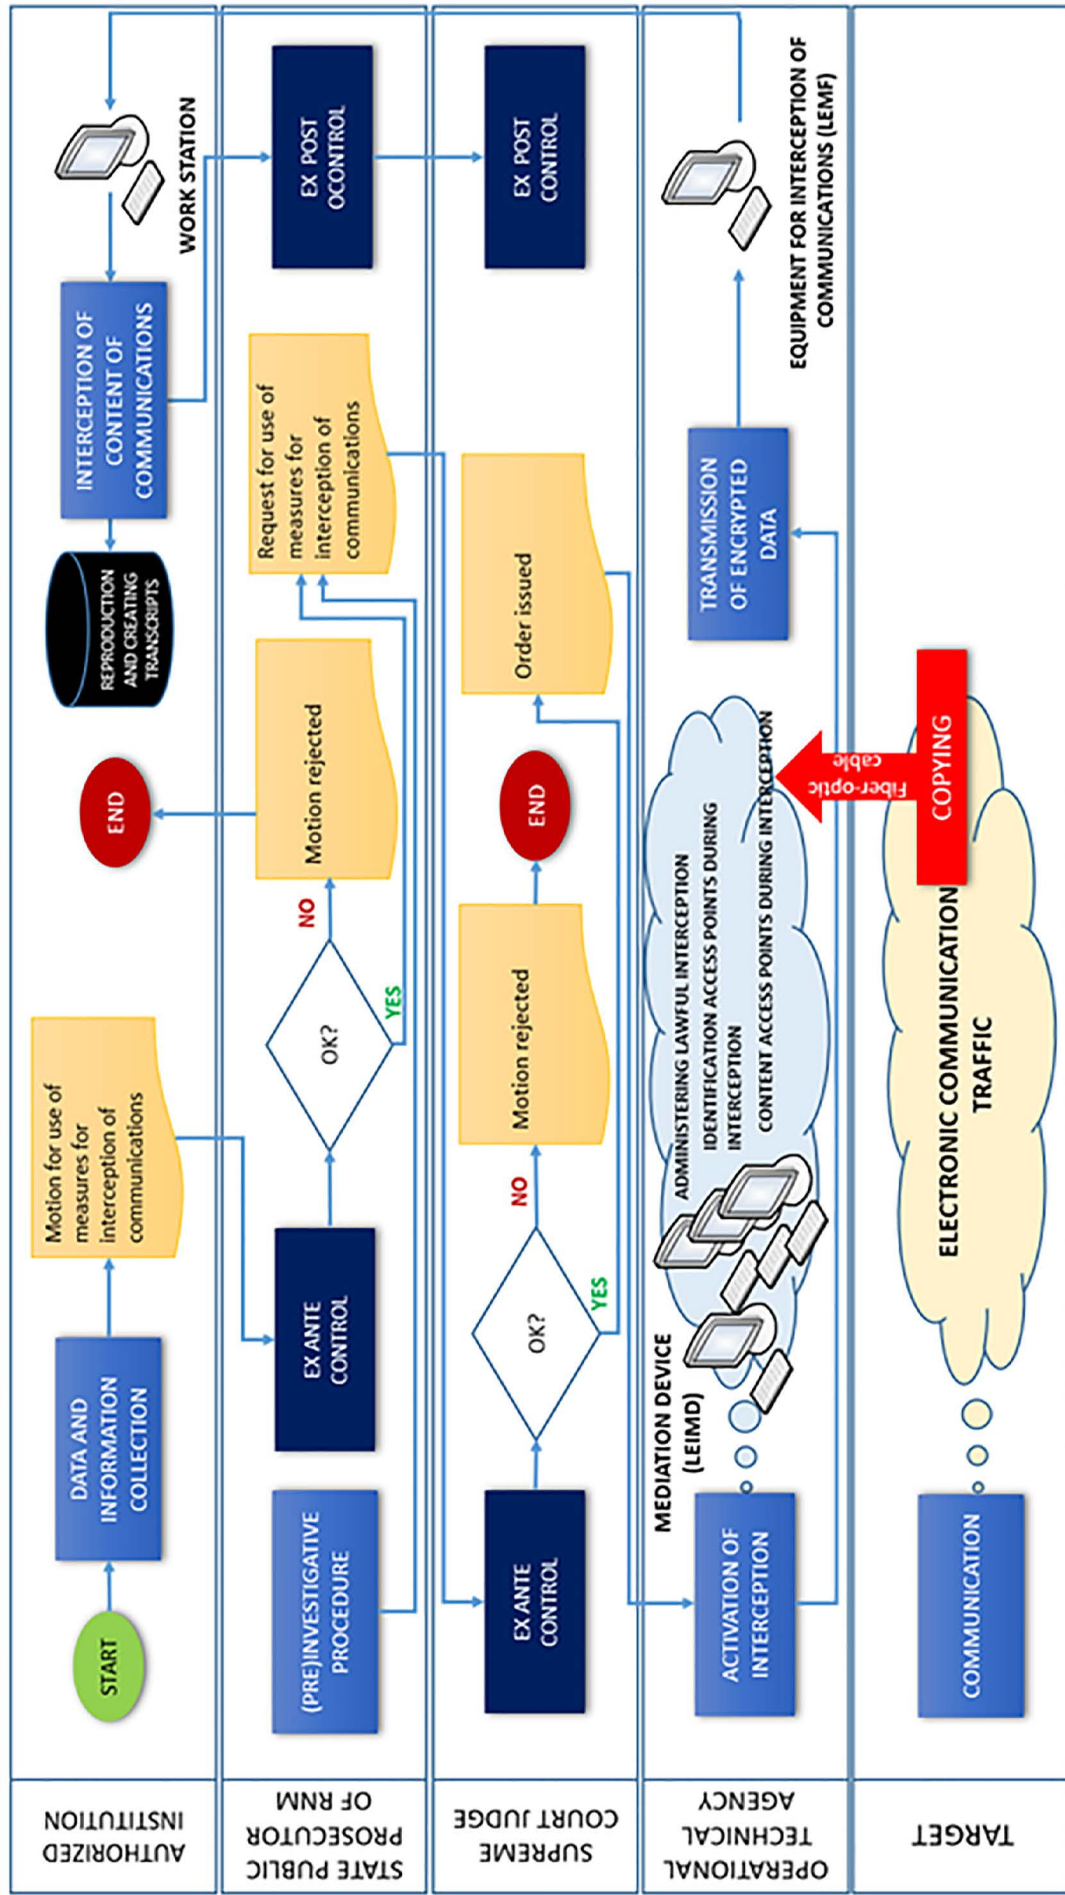 AUTHORIZED
INSTITUTION
START
DATA AND
INFORMATION
COLLECTION
Motion for use of
measures for
interception of
communications
END
REPRODUCTION
AND CREATING
TRANSCRIPTS
INTERCEPTION OF
CONTENT OF
COMMUNICATIONS
WORK STATION
STATE PUBLIC
PROSECUTOR
OF RNM
(PRE)INVESTIGATIVE
PROCEDURE
EX ANTE
CONTROL
OK?
NO
YES
Motion rejected
Request for use of
measures for
interception of
communications
EX POST
OCONTROL
SUPREME
COURT JUDGE
EX ANTE
CONTROL
OK?
NO
YES
Motion rejected
END
Order issued
EX POST
CONTROL
OPERATIONAL
TECHNICAL
AGENCY
ACTIVATION OF
INTERCEPTION
MEDIATION DEVICE
(LEIMD)
ADMINISTERING LAWFUL INTERCEPTION
IDENTIFICATION ACCESS POINTS DURING
INTERCEPTION
CONTENT ACCESS POINTS DURING INTERCEPTION
TRANSMISSION
OF ENCRYPTED
DATA
EQUIPMENT FOR INTERCEPTION OF
COMMUNICATIONS (LEMF)
TARGET
COMMUNICATION
ELECTRONIC COMMUNICATION
TRAFFIC
Fiber-optic
cable
COPYING